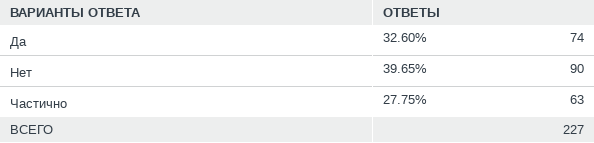 ВАРИАНТЫ ОТВЕТА ОТВЕТЫ
Да 32.60% 74
Нет 39.65% 90
Частично 27.75% 63
ВСЕГО 227